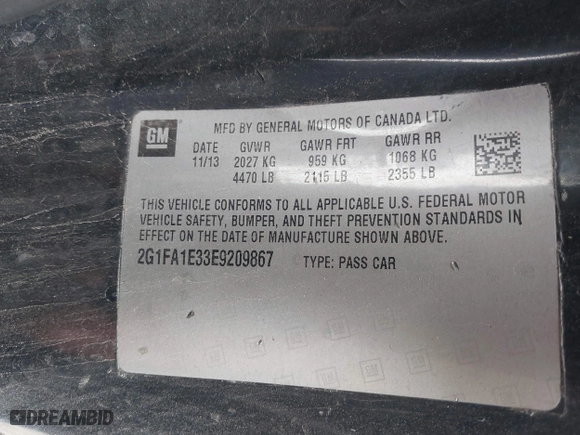 GM
MFD BY GENERAL MOTORS OF CANADA LTD.
DATE GVWR GAWR FRT GAWR RR
11/13 2027 KG 959 KG 1068 KG
4470 LB 2115 LB 2355 LB
THIS VEHICLE CONFORMS TO ALL APPLICABLE U.S. FEDERAL MOTOR
VEHICLE SAFETY, BUMPER, AND THEFT PREVENTION STANDARDS IN
EFFECT ON THE DATE OF MANUFACTURE SHOWN ABOVE.
2G1FA1E33E9209867 TYPE: PASS CAR
DREAMBID